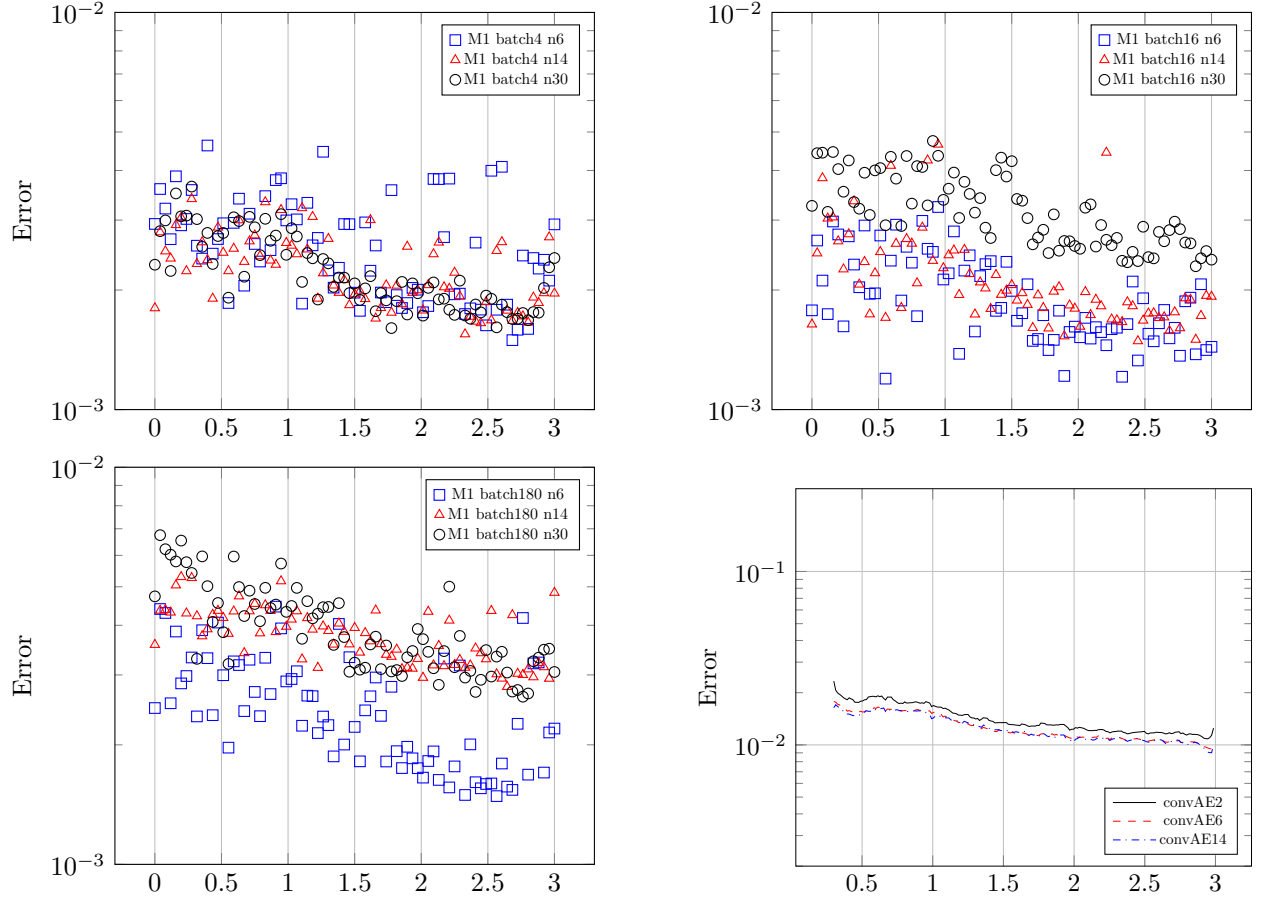 10^{-2}
M1 batch4 n6
M1 batch4 n14
M1 batch4 n30
Error
10^{-3}
0 0.5 1 1.5 2 2.5 3
10^{-2}
M1 batch16 n6
M1 batch16 n14
M1 batch16 n30
Error
10^{-3}
0 0.5 1 1.5 2 2.5 3
10^{-2}
M1 batch180 n6
M1 batch180 n14
M1 batch180 n30
Error
10^{-3}
0 0.5 1 1.5 2 2.5 3
10^{-1}
Error
10^{-2}
convAE2
convAE6
convAE14
0.5 1 1.5 2 2.5 3